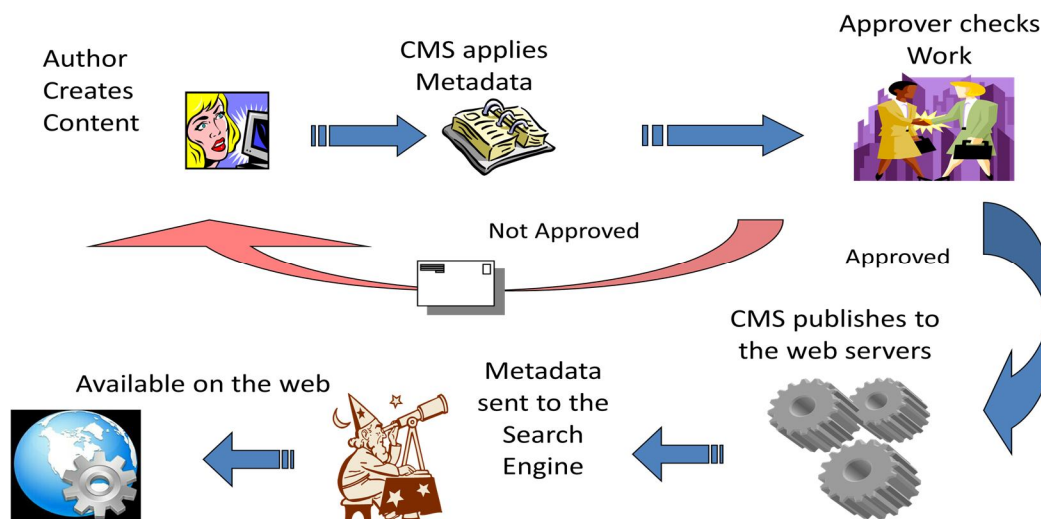 Author
Creates
Content
CMS applies
Metadata
Approver checks
Work
Not Approved
Approved
CMS publishes to
the web servers
Metadata
sent to the
Search
Engine
Available on the web